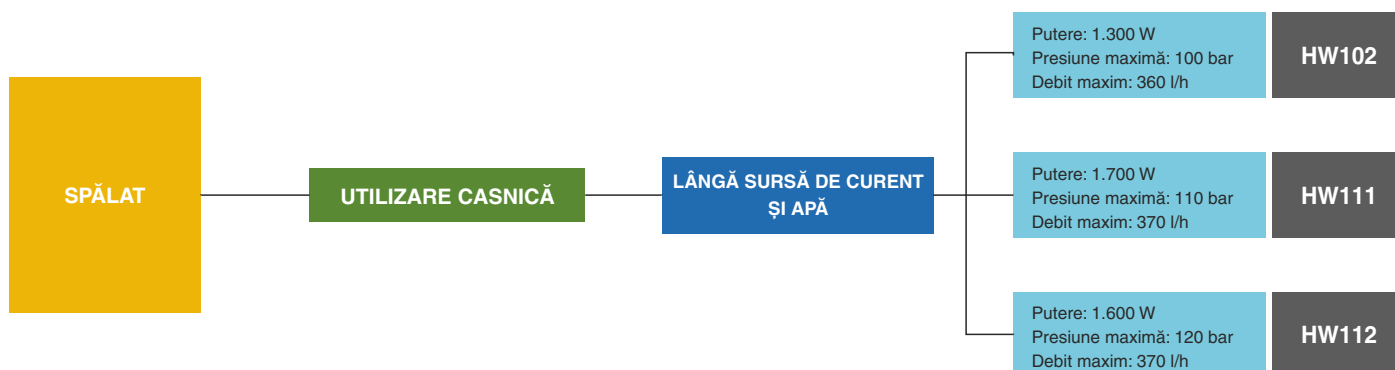 SPĂLAT
UTILIZARE CASNICĂ
LÂNGĂ SURSĂ DE CURENT
ȘI APĂ
Putere: 1.300 W
Presiune maximă: 100 bar
Debit maxim: 360 l/h
HW102
Putere: 1.700 W
Presiune maximă: 110 bar
Debit maxim: 370 l/h
HW111
Putere: 1.600 W
Presiune maximă: 120 bar
Debit maxim: 370 l/h
HW112